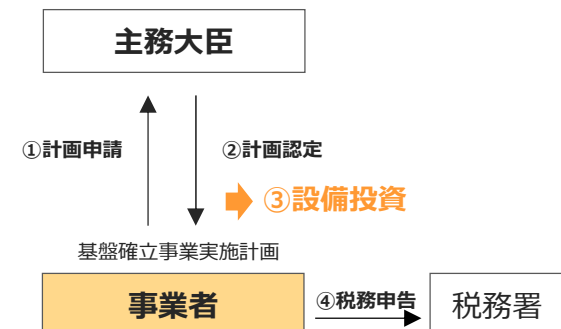 主務大臣
①計画申請
②計画認定
③設備投資
基盤確立事業実施計画
事業者
④税務申告
税務署